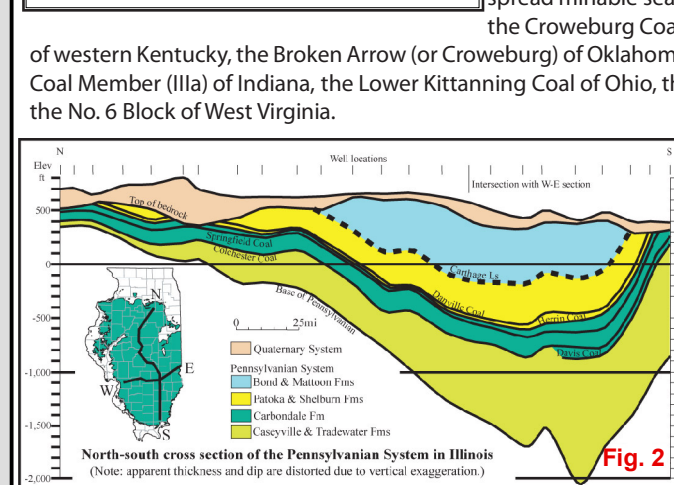 spread minable sea
the Croweburg Coa
of western Kentucky, the Broken Arrow (or Croweburg) of Oklahom
Coal Member (IIIa) of Indiana, the Lower Kittanning Coal of Ohio, th
the No. 6 Block of West Virginia.
N
Well locations
S
Elev
ft
Intersection with W-E section
Top of bedrock
500
Springfield Coal
Colchester Coal
0
Carthage Ls.
Base of Pennsylvanian
Danville Coal
Herrin Coal
N
-500
0 25mi
Davis Coal
Quaternary System
E
Pennsylvanian System
-1,000
Bond & Mattoon Fms
W
Patoka & Shelburn Fms
Carbondale Fm
-1,500
S
Caseyville & Tradewater Fms
North-south cross section of the Pennsylvanian System in Illinois
Fig. 2
(Note: apparent thickness and dip are distorted due to vertical exaggeration.)
-2,000